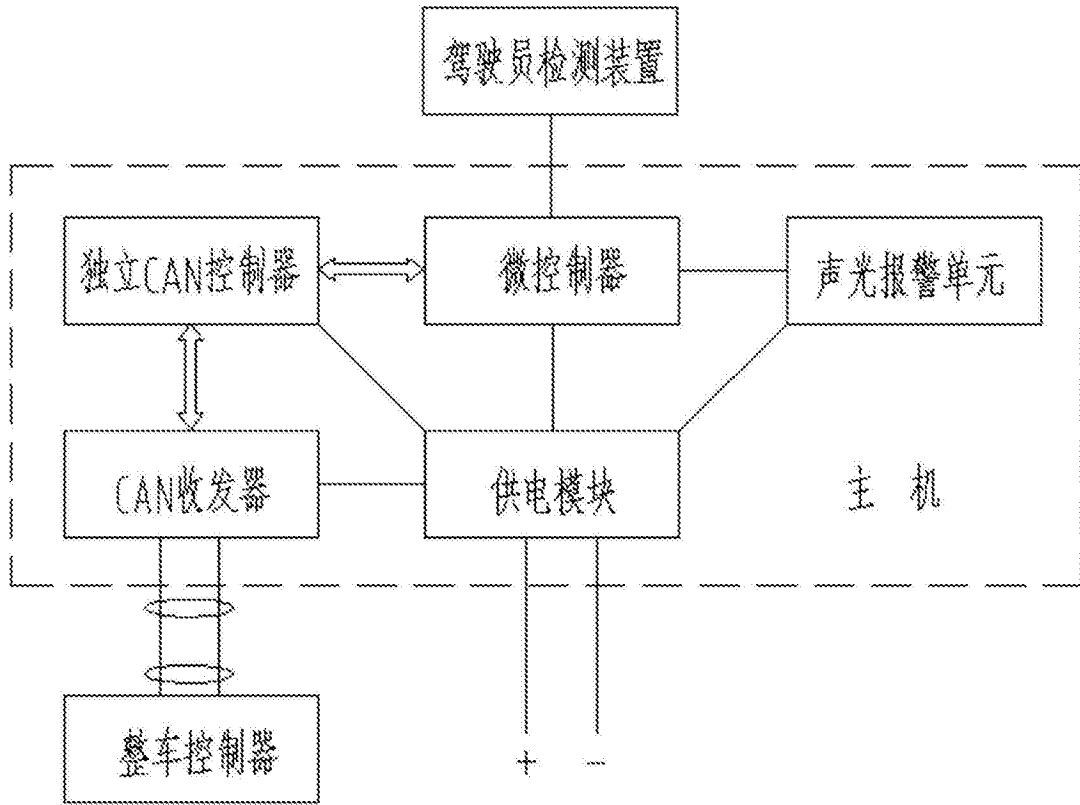 驾驶员检测装置
独立CAN控制器
微控制器
声光报警单元
CAN收发器
供电模块
主 机
整车控制器
+ −